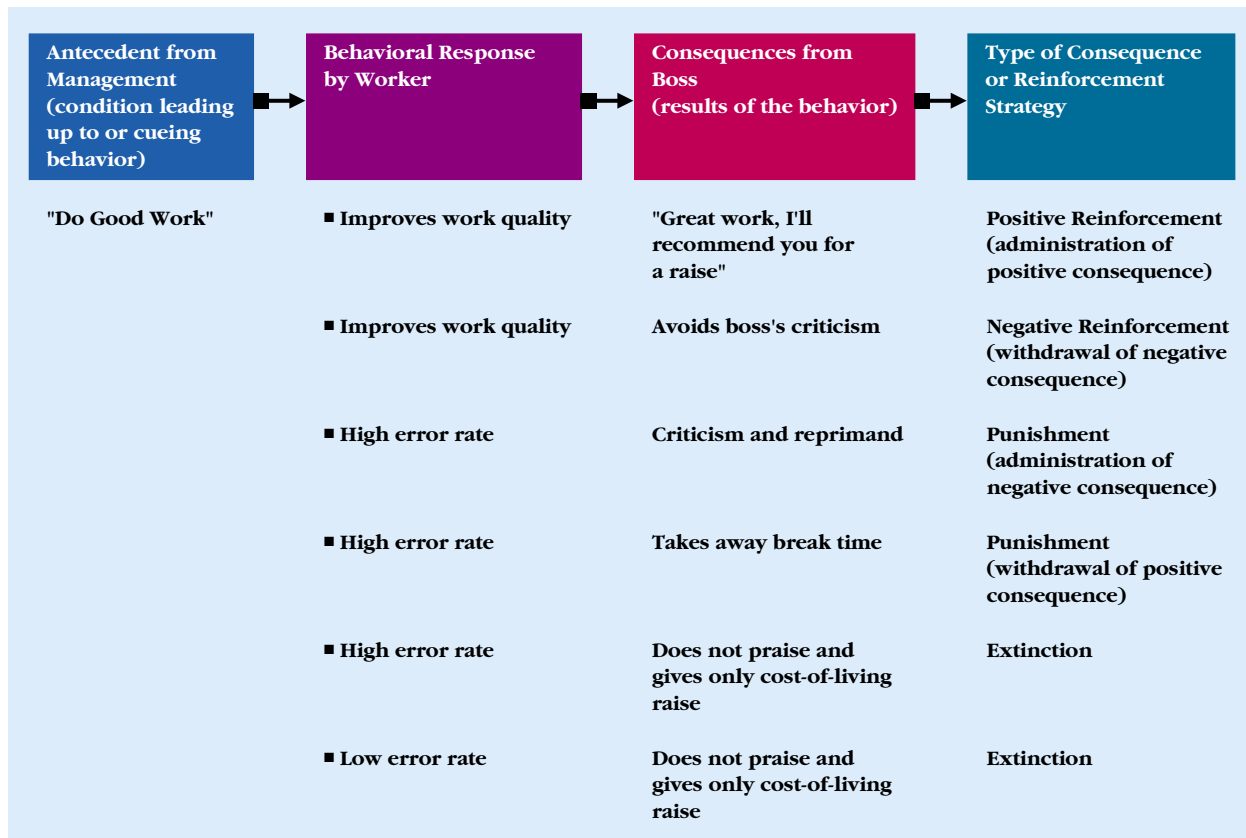 Antecedent from
Management
(condition leading
up to or cueing
behavior)
Behavioral Response
by Worker
Consequences from
Boss
(results of the behavior)
Type of Consequence
or Reinforcement
Strategy
"Do Good Work"
■ Improves work quality
"Great work, I'll
recommend you for
a raise"
Positive Reinforcement
(administration of
positive consequence)
■ Improves work quality
Avoids boss's criticism
Negative Reinforcement
(withdrawal of negative
consequence)
■ High error rate
Criticism and reprimand
Punishment
(administration of
negative consequence)
■ High error rate
Takes away break time
Punishment
(withdrawal of positive
consequence)
■ High error rate
Does not praise and
gives only cost-of-living
raise
Extinction
■ Low error rate
Does not praise and
gives only cost-of-living
raise
Extinction